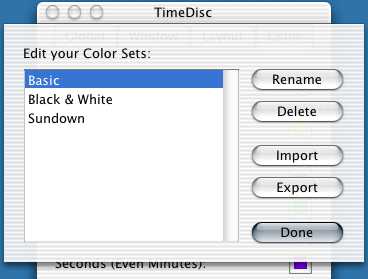 TimeDisc
Edit your Color Sets:
Basic
Black & White
Sundown
Rename
Delete
Import
Export
Done
Seconds (Even Minutes):